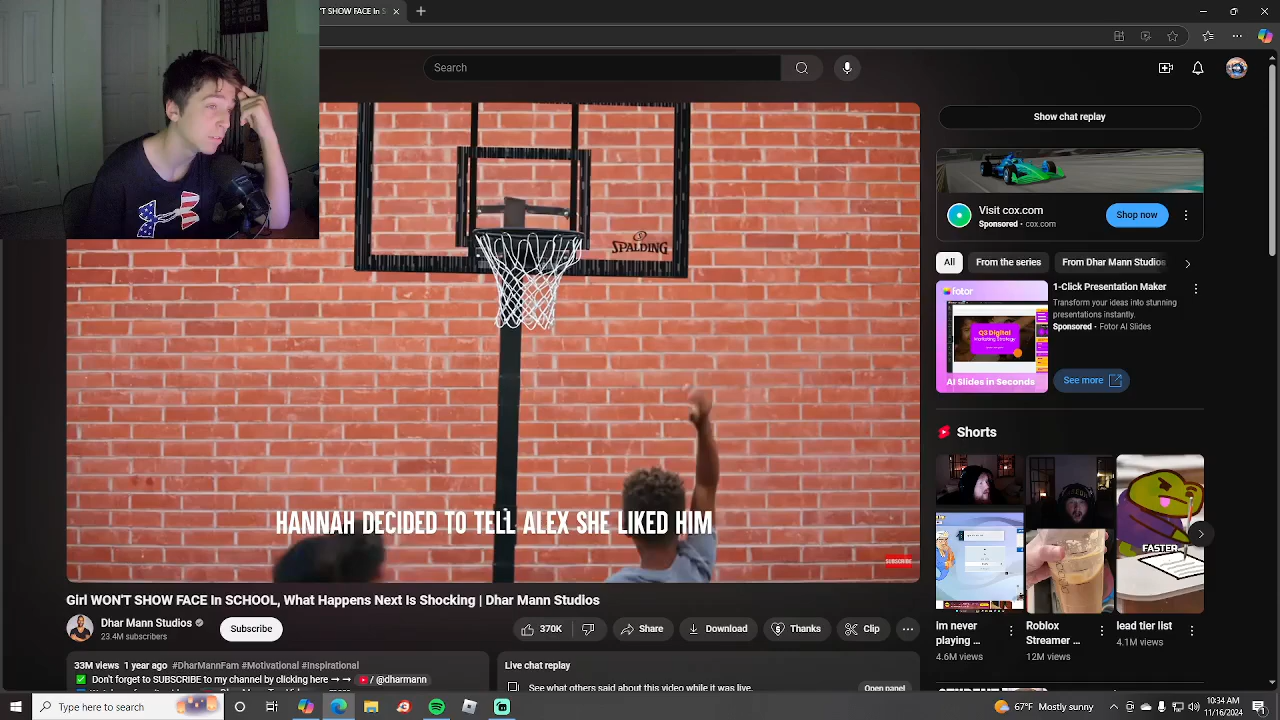 T SHOW FACE In S
Search
Show chat replay
Visit cox.com
Sponsored · cox.com
Shop now
All
From the series
From Dhar Mann Studios
SPALDING
fotor
Q3 Digital
Marketing Strategy
AI Slides in Seconds
1-Click Presentation Maker
Transform your ideas into stunning
presentations instantly.
Sponsored · Fotor AI Slides
See more
Shorts
HANNAH DECIDED TO TELL ALEX SHE LIKED HIM
SUBSCRIBE
FASTER
Girl WON'T SHOW FACE In SCHOOL, What Happens Next Is Shocking | Dhar Mann Studios
Dhar Mann Studios
23.4M subscribers
Subscribe
370K
Share
Download
Thanks
Clip
im never
playing ...
4.6M views
Roblox
Streamer ...
12M views
lead tier list
4.1M views
33M views 1 year ago #DharMannFam #Motivational #Inspirational
✅ Don't forget to SUBSCRIBE to my channel by clicking here → → / @dharmann
Live chat replay
See what others said about this video while it was live.
Open panel
Type here to search
67°F Mostly sunny
10:34 AM
11/16/2024